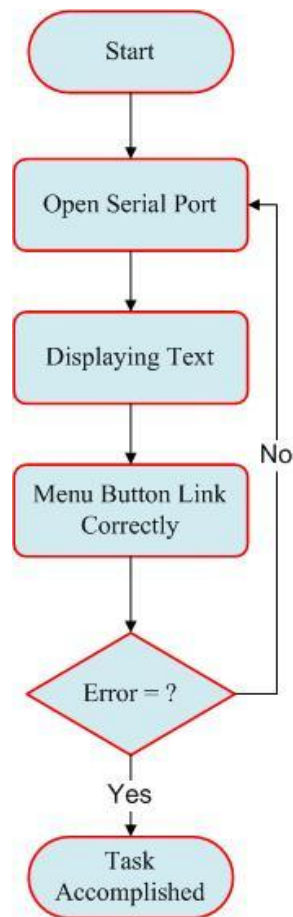 Start
Open Serial Port
Displaying Text
Menu Button Link
Correctly
No
Error = ?
Yes
Task
Accomplished